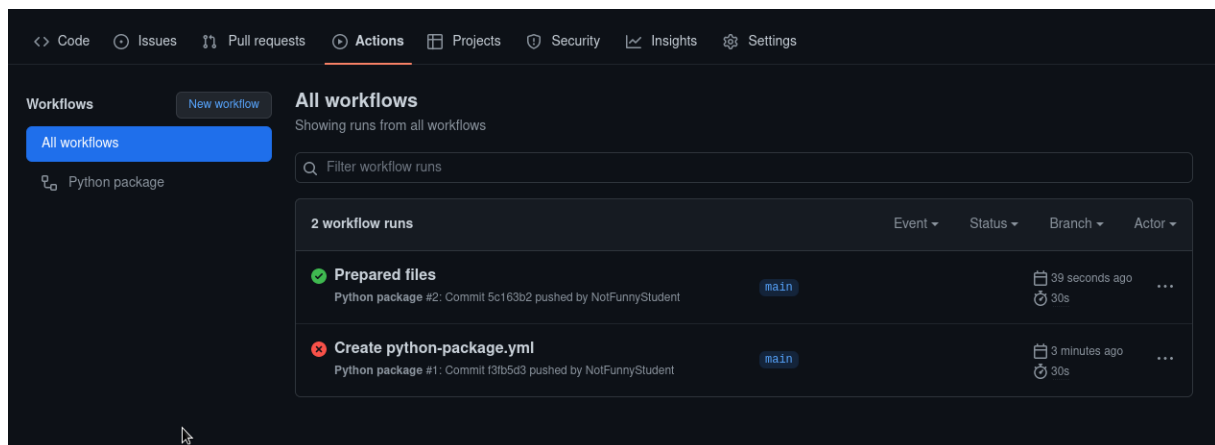 Code Issues Pull requests Actions Projects Security Insights Settings
Workflows
New workflow
All workflows
Python package
All workflows
Showing runs from all workflows
Filter workflow runs
2 workflow runs Event Status Branch Actor
Prepared files
Python package #2: Commit 5c163b2 pushed by NotFunnyStudent
main
39 seconds ago
30s
Create python-package.yml
Python package #1: Commit f3fb5d3 pushed by NotFunnyStudent
main
3 minutes ago
30s